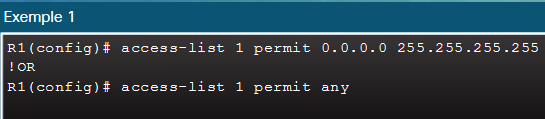 Exemple 1
R1(config)# access-list 1 permit 0.0.0.0 255.255.255.255
!OR
R1(config)# access-list 1 permit any